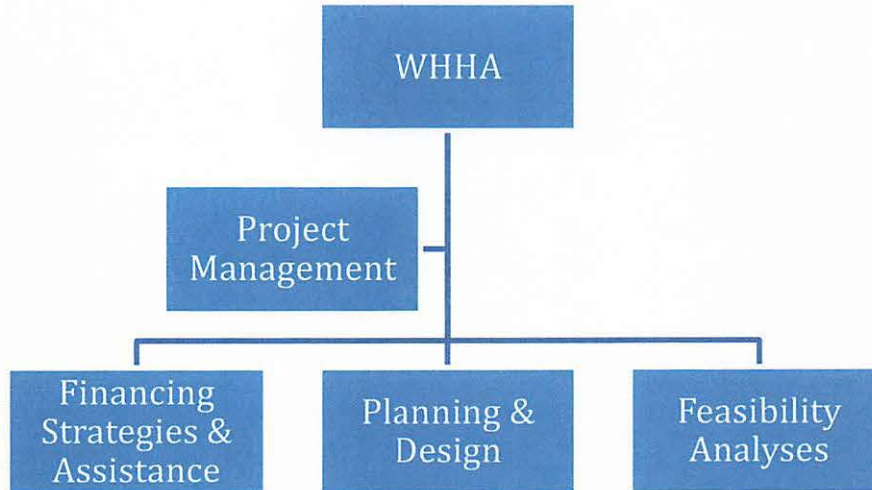 WHHA
Project
Management
Financing
Strategies &
Assistance
Planning &
Design
Feasibility
Analyses